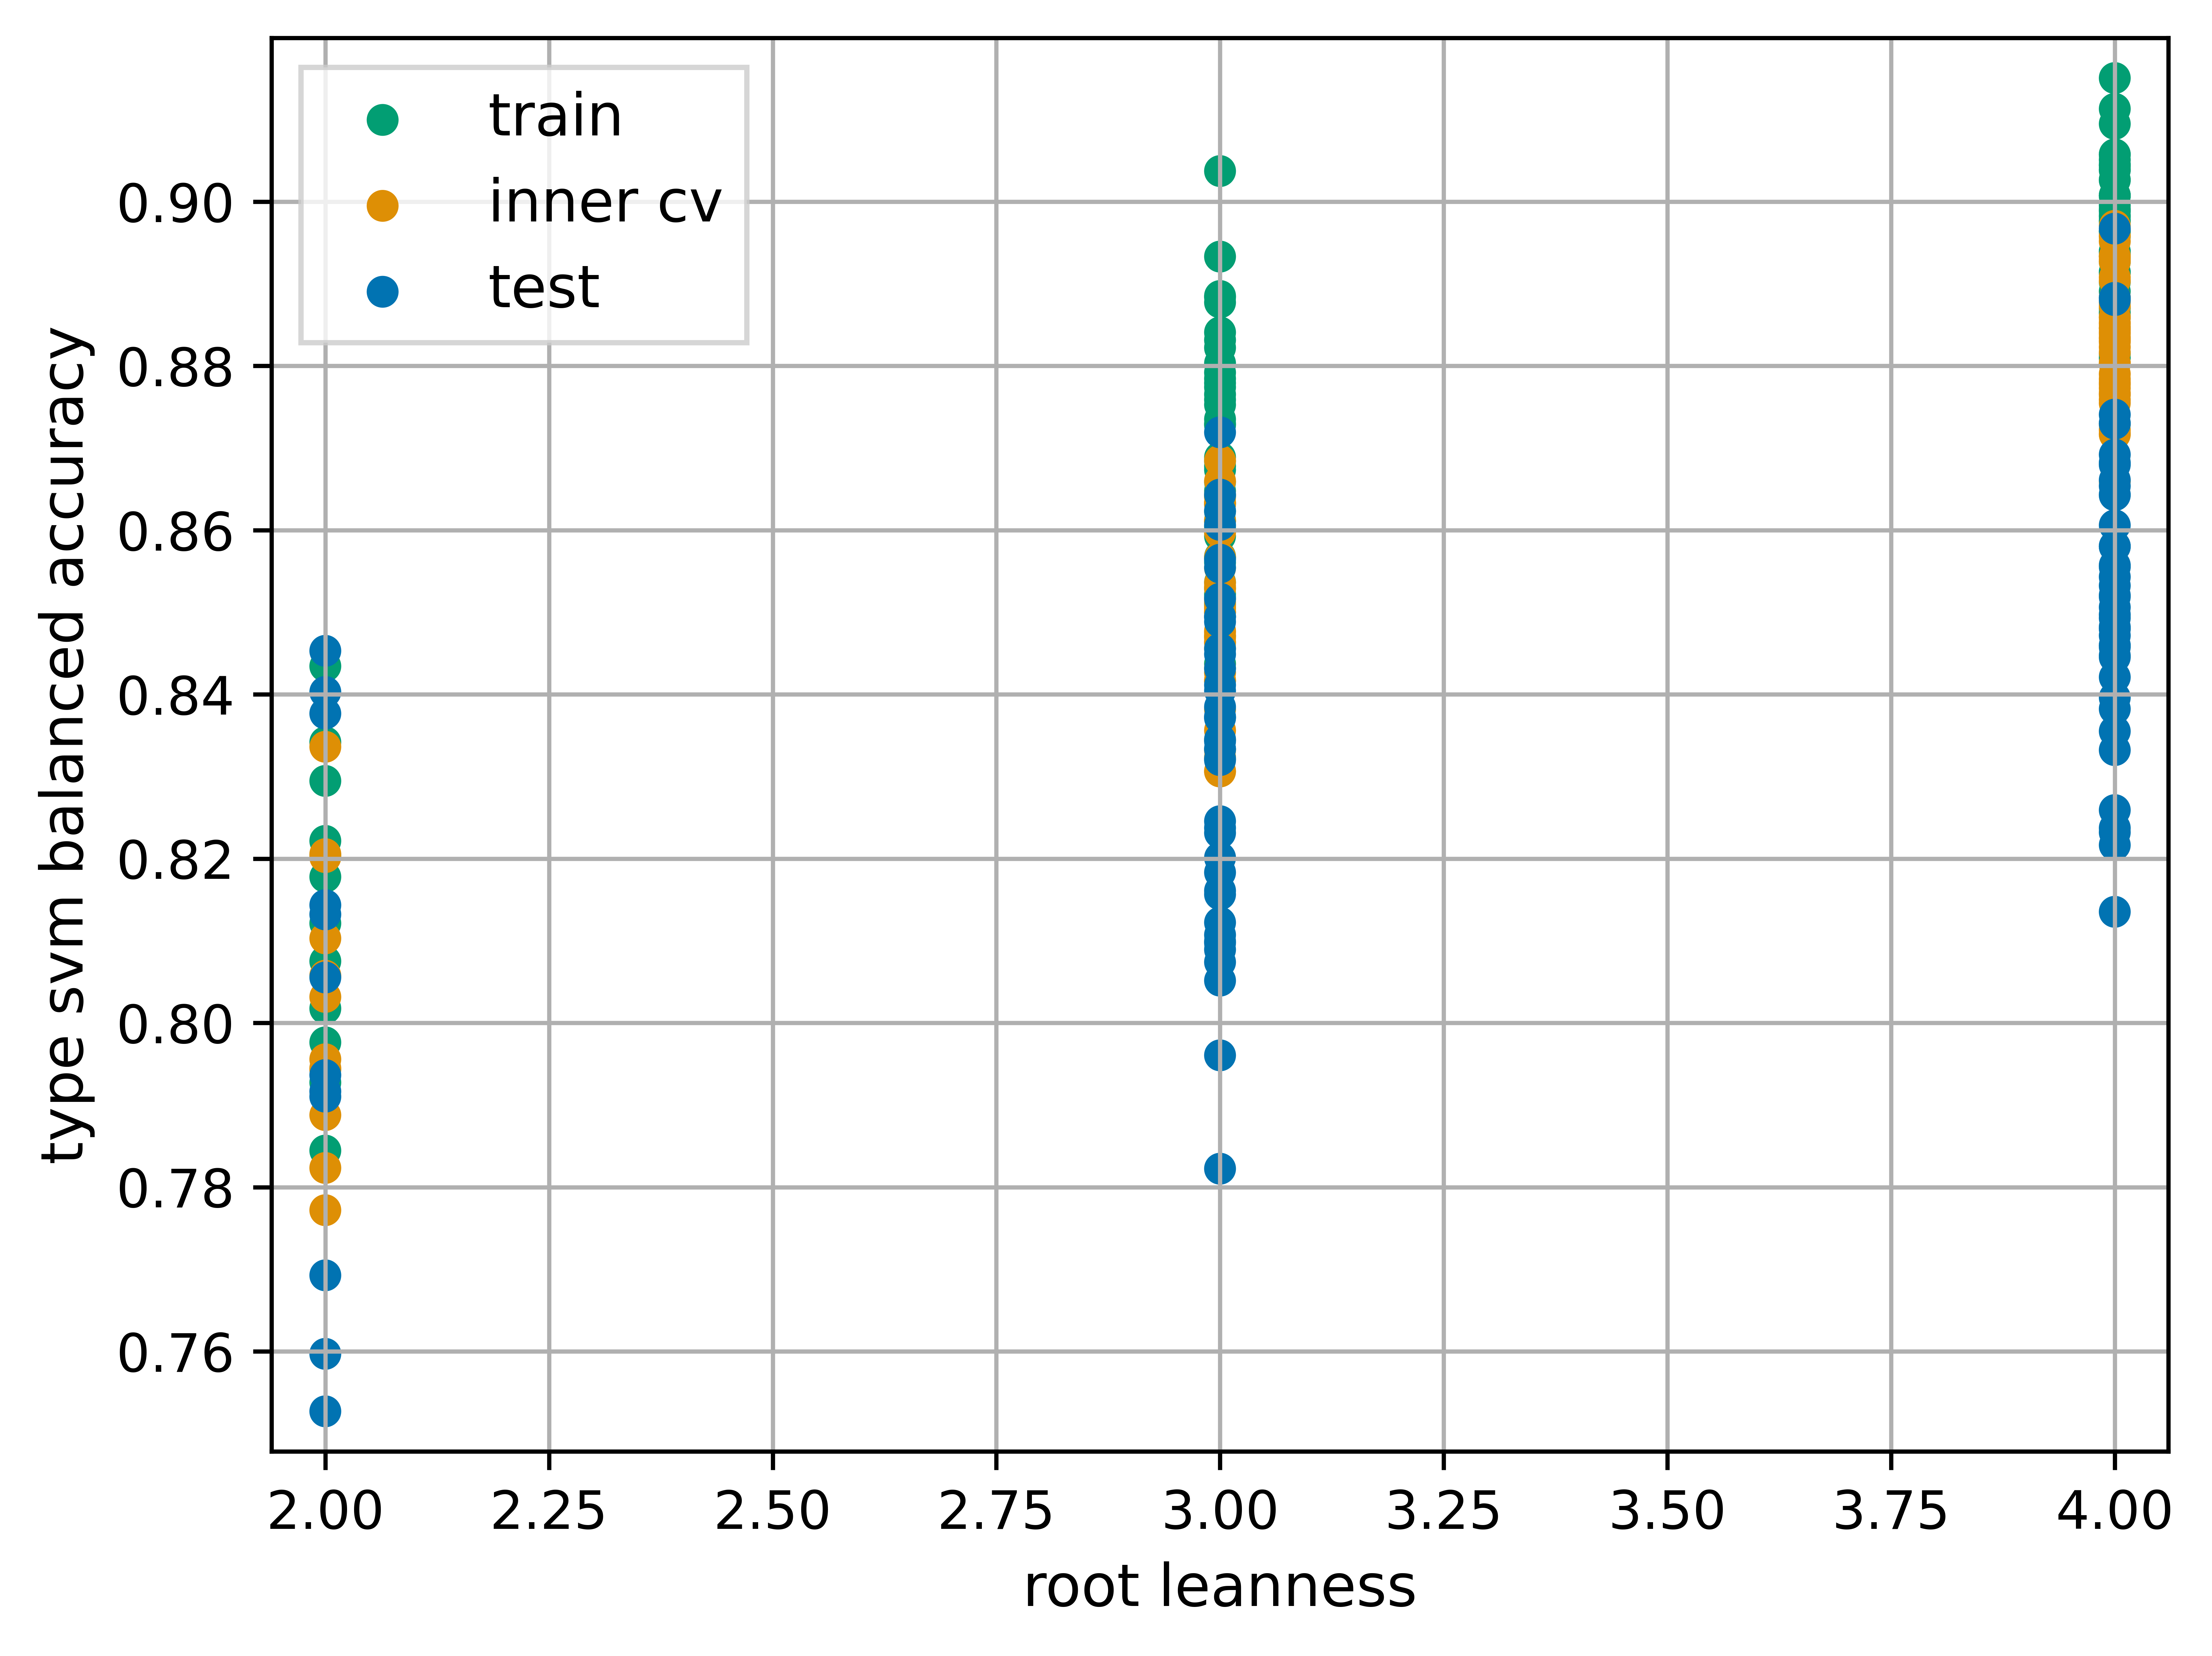 train
inner cv
test
type svm balanced accuracy
0.90
0.88
0.86
0.84
0.82
0.80
0.78
0.76
2.00 2.25 2.50 2.75 3.00 3.25 3.50 3.75 4.00
root leanness